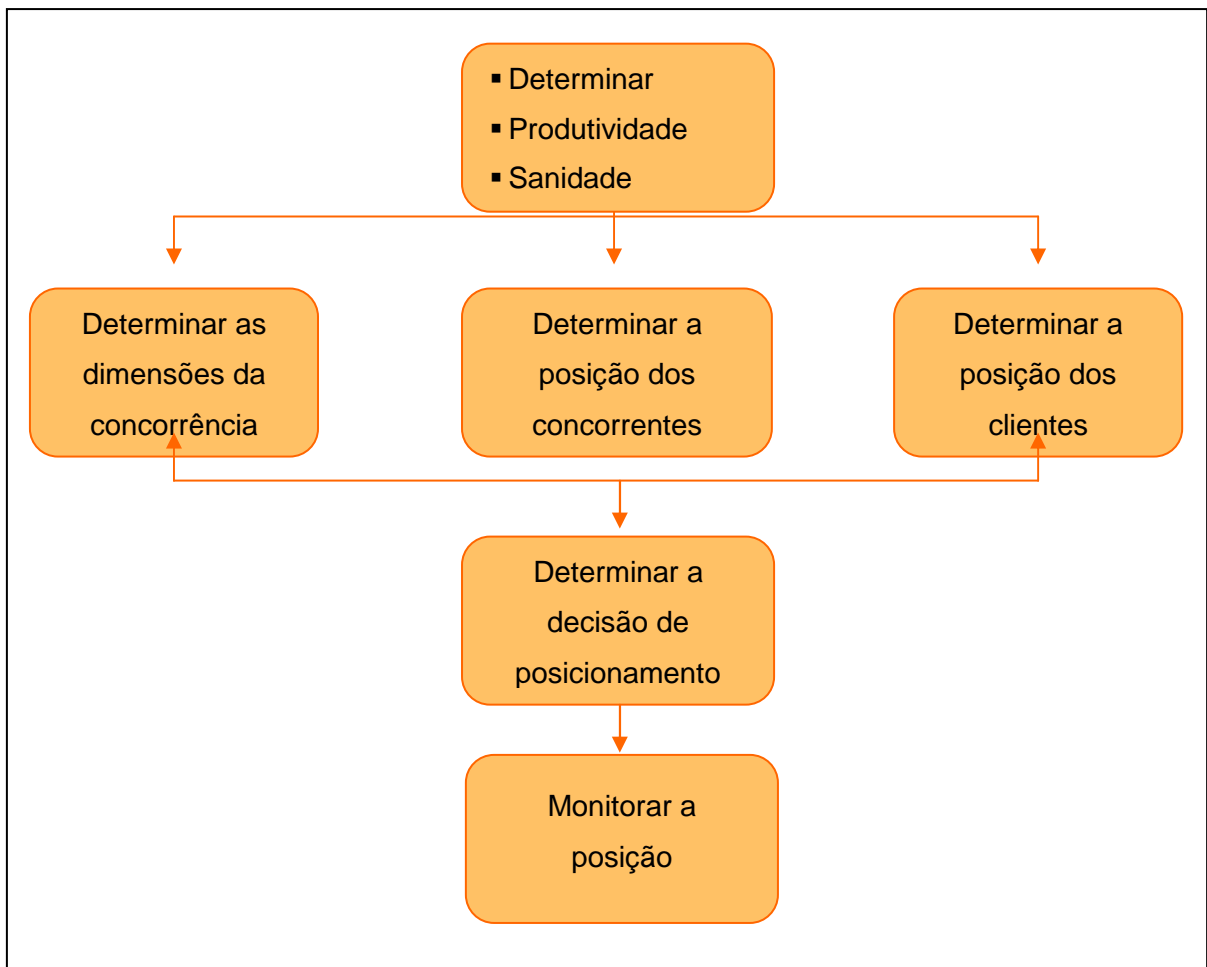 ▪ Determinar
▪ Produtividade
▪ Sanidade
Determinar as
dimensões da
concorrência
Determinar a
posição dos
concorrentes
Determinar a
posição dos
clientes
Determinar a
decisão de
posicionamento
Monitorar a
posição